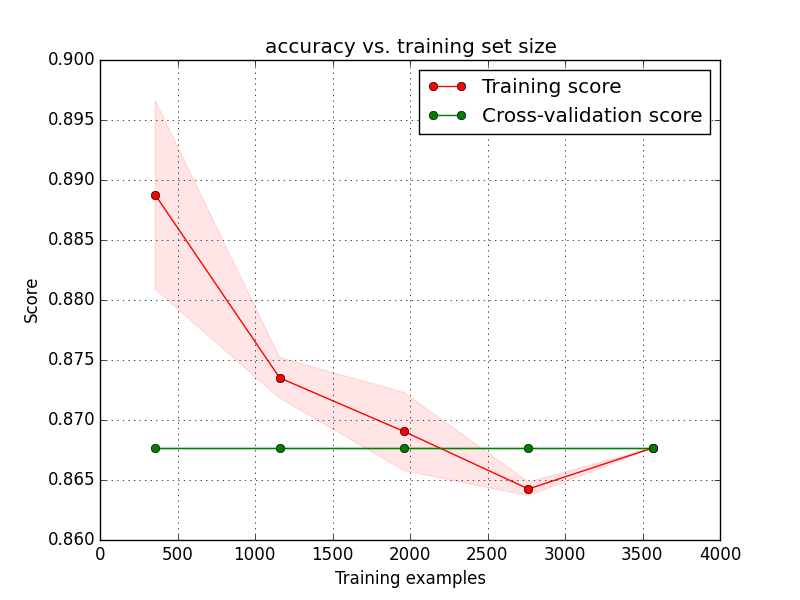 accuracy vs. training set size
Training score
Cross-validation score
0.900
0.895
0.890
0.885
0.880
0.875
0.870
0.865
0.860
Score
0 500 1000 1500 2000 2500 3000 3500 4000
Training examples